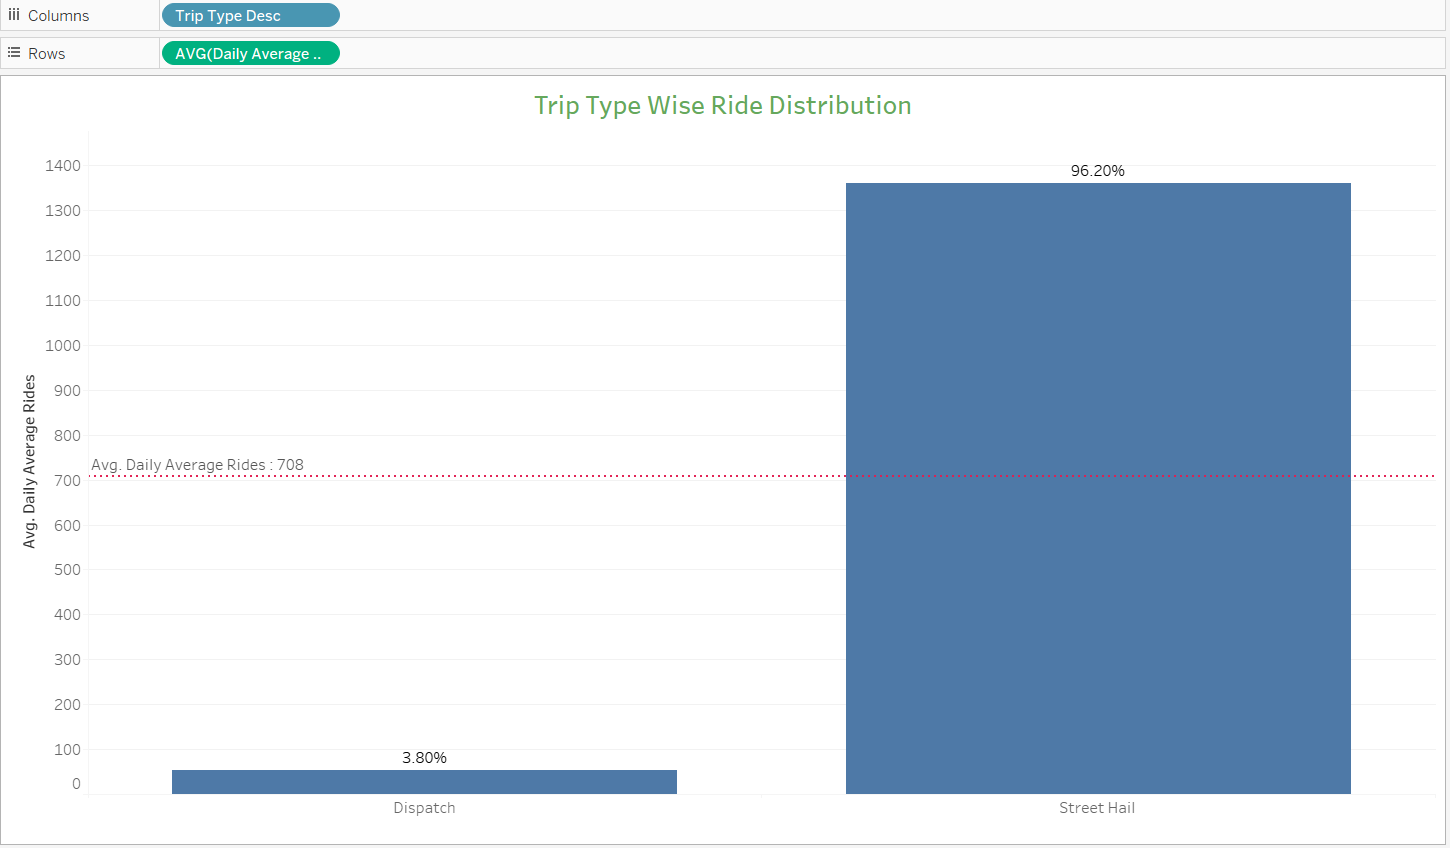 Columns
Trip Type Desc
Rows
AVG(Daily Average ..
Trip Type Wise Ride Distribution
1400
1300
1200
1100
1000
900
800
700
600
500
400
300
200
100
0
Avg. Daily Average Rides
96.20%
Avg. Daily Average Rides : 708
3.80%
Dispatch
Street Hail